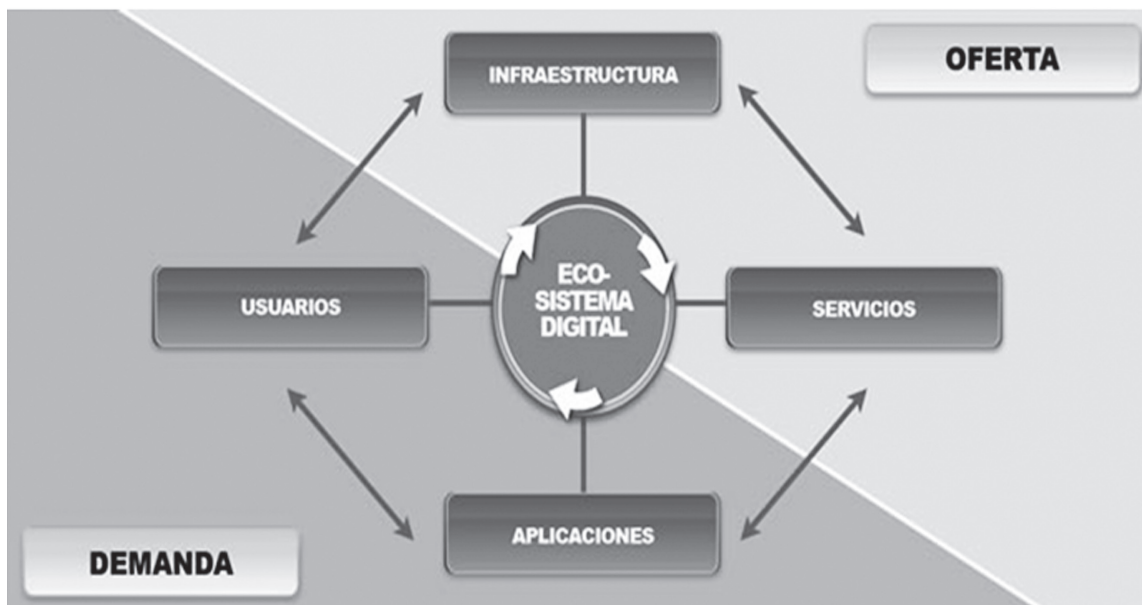 INFRAESTRUCTURA
OFERTA
USUARIOS
ECO-
SISTEMA
DIGITAL
SERVICIOS
APLICACIONES
DEMANDA